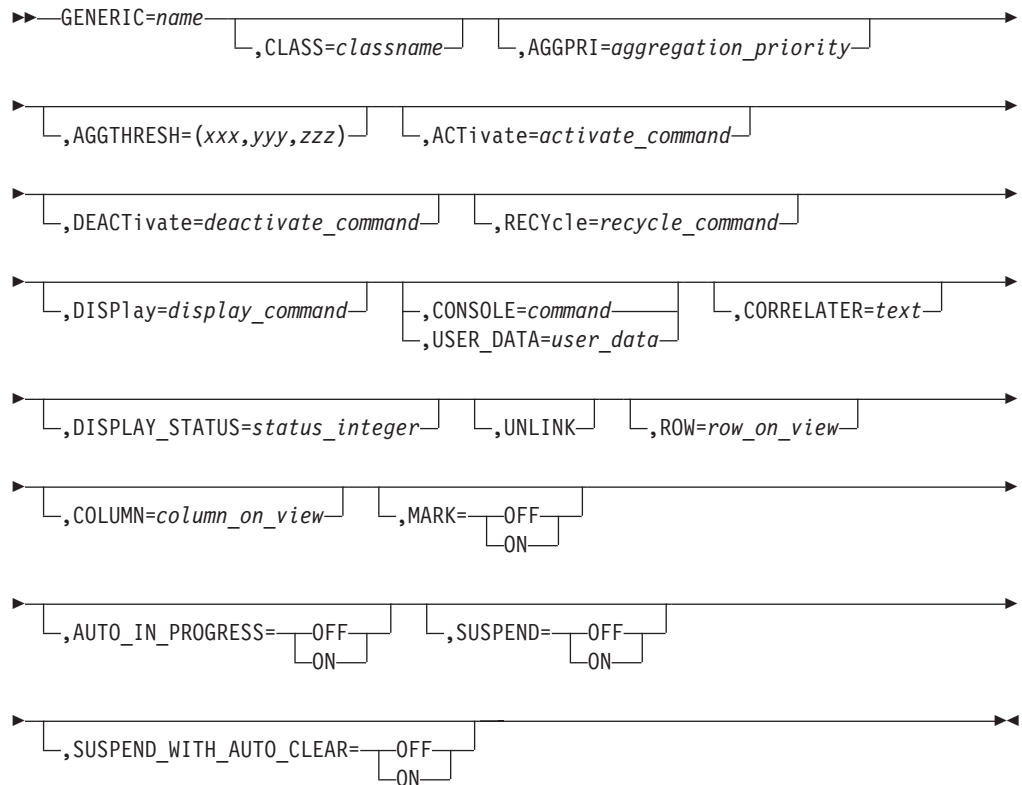 GENERIC=name
,CLASS=classname ,AGGPRI=aggregation_priority
,AGGTHRESH=(xxx,yyy,zzz) ,ACTivate=activate_command
,DEACTivate=deactivate_command ,RECYcle=recycle_command
,DISPlay=display_command ,CONSOLE=command ,CORRELATER=text
,USER_DATA=user_data
,DISPLAY_STATUS=status_integer ,UNLINK ,ROW=row_on_view
,COLUMN=column_on_view ,MARK= OFF
ON
,AUTO_IN_PROGRESS= OFF ,SUSPEND= OFF
ON ON
,SUSPEND_WITH_AUTO_CLEAR= OFF
ON